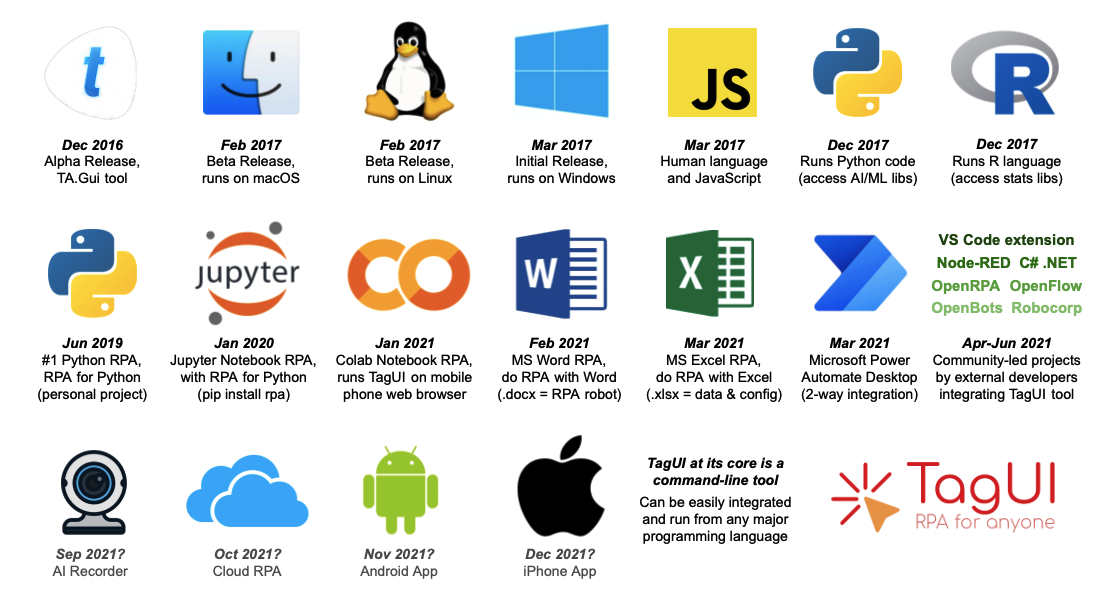 t
JS
R
Dec 2016
Alpha Release,
TA.Gui tool
Feb 2017
Beta Release,
runs on macOS
Feb 2017
Beta Release,
runs on Linux
Mar 2017
Initial Release,
runs on Windows
Mar 2017
Human language
and JavaScript
Dec 2017
Runs Python code
(access AI/ML libs)
Dec 2017
Runs R language
(access stats libs)
jupyter
W
X
VS Code extension
Node-RED C# .NET
OpenRPA OpenFlow
OpenBots Robocorp
Jun 2019
#1 Python RPA,
RPA for Python
(personal project)
Jan 2020
Jupyter Notebook RPA,
with RPA for Python
(pip install rpa)
Jan 2021
Colab Notebook RPA,
runs TagUI on mobile
phone web browser
Feb 2021
MS Word RPA,
do RPA with Word
(.docx = RPA robot)
Mar 2021
MS Excel RPA,
do RPA with Excel
(.xlsx = data & config)
Mar 2021
Microsoft Power
Automate Desktop
(2-way integration)
Apr-Jun 2021
Community-led projects
by external developers
integrating TagUI tool
Sep 2021?
AI Recorder
Oct 2021?
Cloud RPA
Nov 2021?
Android App
Dec 2021?
iPhone App
TagUI at its core is a
command-line tool
Can be easily integrated
and run from any major
programming language
TagUI
RPA for anyone